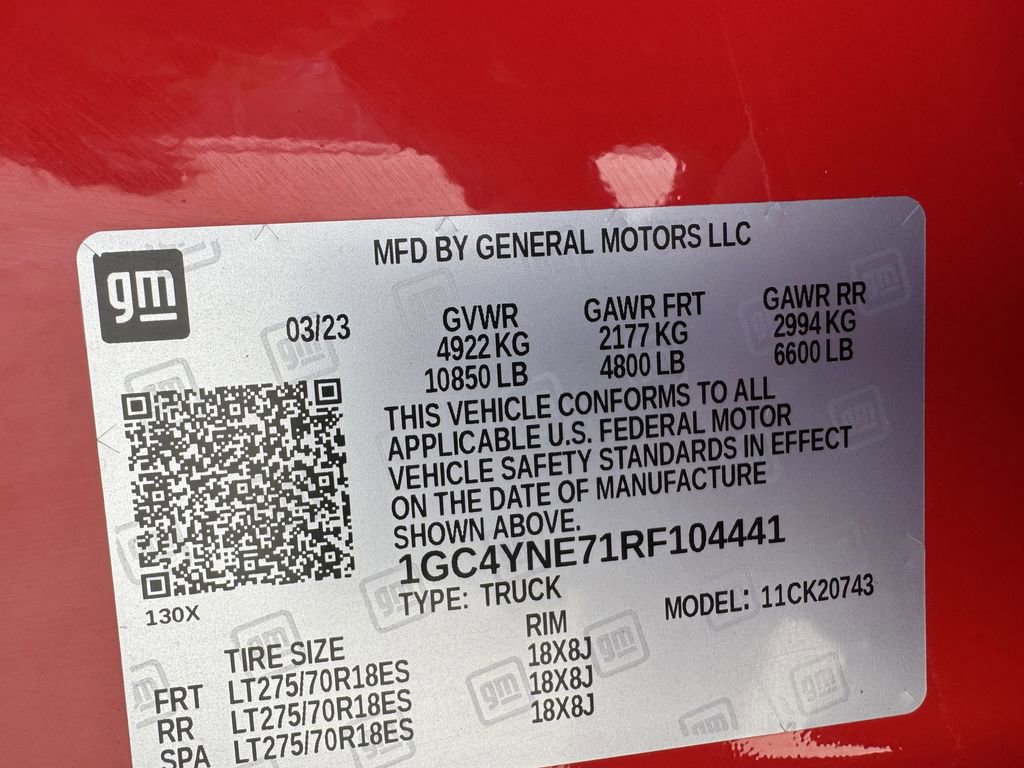 MFD BY GENERAL MOTORS LLC
gm
03/23
GVWR GAWR FRT GAWR RR
4922 KG 2177 KG 2994 KG
10850 LB 4800 LB 6600 LB
THIS VEHICLE CONFORMS TO ALL
APPLICABLE U.S. FEDERAL MOTOR
VEHICLE SAFETY STANDARDS IN EFFECT
ON THE DATE OF MANUFACTURE
SHOWN ABOVE.
1GC4YNE71RF104441
TYPE: TRUCK MODEL: 11CK20743
130X
TIRE SIZE RIM
FRT LT275/70R18ES 18X8J
RR LT275/70R18ES 18X8J
SPA LT275/70R18ES 18X8J